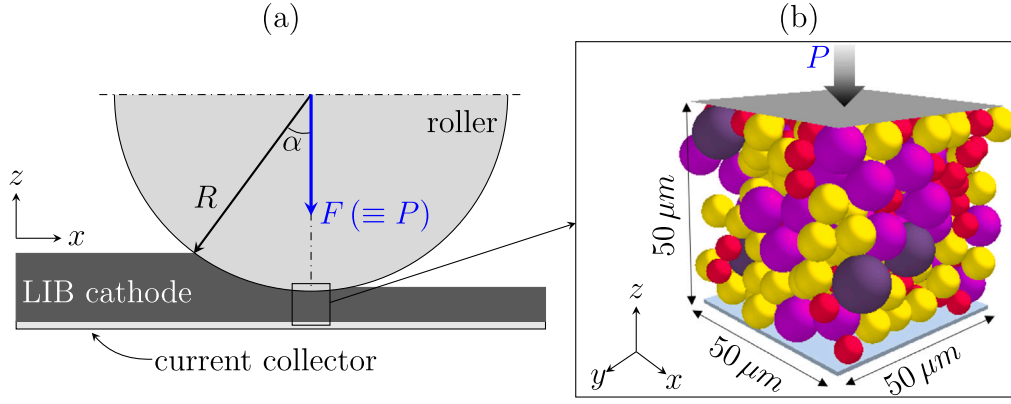 (a)
(b)
P
roller
α
z
R
F (≡ P)
50 μm
x
LIB cathode
z
current collector
y
x
50 μm
50 μm